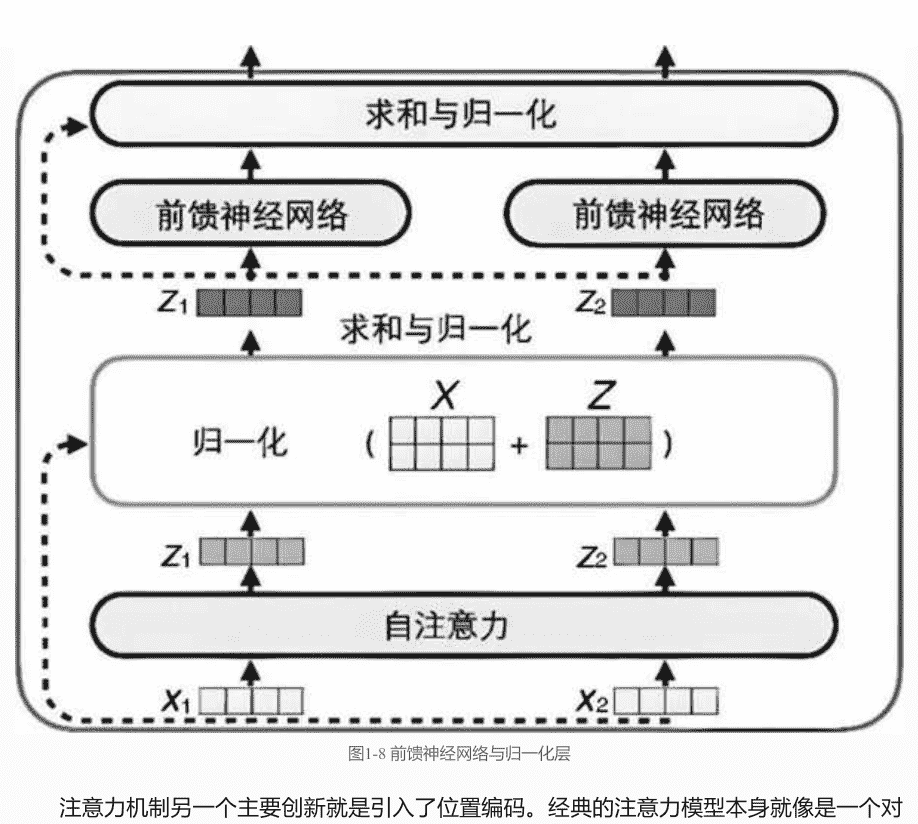 求和与归一化
前馈神经网络 前馈神经网络
Z1 Z2
求和与归一化
X Z
归一化 ( + )
Z1 Z2
自注意力
X1 X2
图1-8 前馈神经网络与归一化层
注意力机制另一个主要创新就是引入了位置编码。经典的注意力模型本身就像是一个对